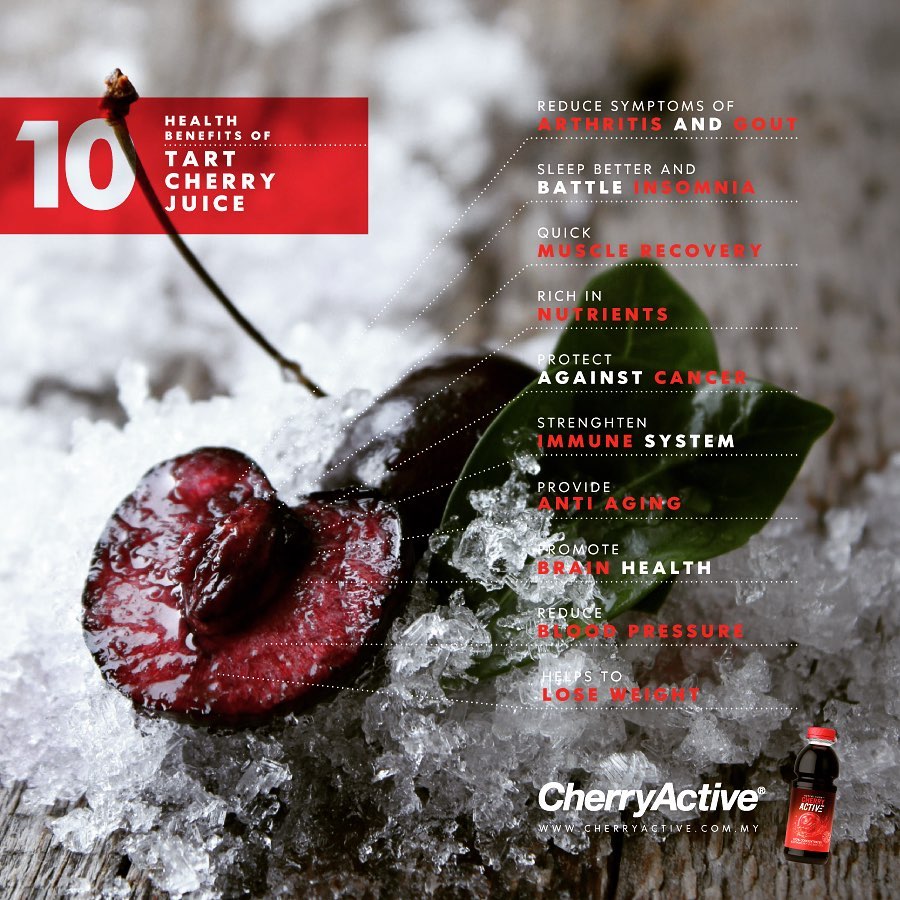 10
HEALTH
BENEFITS OF
TART
CHERRY
JUICE
REDUCE SYMPTOMS OF
ARTHRITIS AND GOUT
SLEEP BETTER AND
BATTLE INSOMNIA
QUICK
MUSCLE RECOVERY
RICH IN
NUTRIENTS
PROTECT
AGAINST CANCER
STRENGHTEN
IMMUNE SYSTEM
PROVIDE
ANTI AGING
PROMOTE
BRAIN HEALTH
REDUCE
BLOOD PRESSURE
HELPS TO
LOSE WEIGHT
CherryActive®
WWW.CHERRYACTIVE.COM.MY
CHERRY
ACTIVE